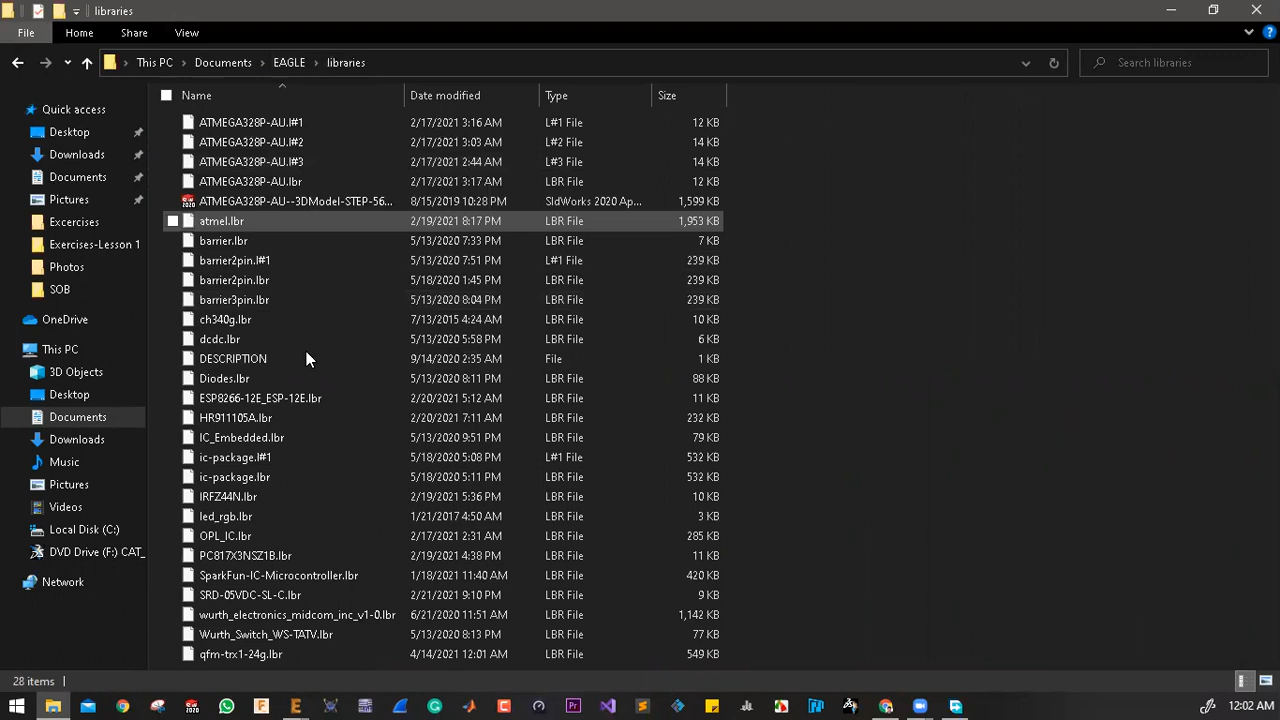 libraries
File Home Share View
This PC Documents EAGLE libraries Search libraries
Name Date modified Type Size
Quick access
Desktop
Downloads
Documents
Pictures
Excercises
Exercises-Lesson 1
Photos
SOB
OneDrive
This PC
3D Objects
Desktop
Documents
Downloads
Music
Pictures
Videos
Local Disk (C:)
DVD Drive (F:) CAT_
Network
ATMEGA328P-AU.l#1 2/17/2021 3:16 AM L#1 File 12 KB
ATMEGA328P-AU.l#2 2/17/2021 3:03 AM L#2 File 14 KB
ATMEGA328P-AU.l#3 2/17/2021 2:44 AM L#3 File 14 KB
ATMEGA328P-AU.lbr 2/17/2021 3:17 AM LBR File 12 KB
ATMEGA328P-AU--3DModel-STEP-56... 8/15/2019 10:28 PM SldWorks 2020 Ap... 1,599 KB
atmel.lbr 2/19/2021 8:17 PM LBR File 1,953 KB
barrier.lbr 5/13/2020 7:33 PM LBR File 7 KB
barrier2pin.l#1 5/13/2020 7:51 PM L#1 File 239 KB
barrier2pin.lbr 5/18/2020 1:45 PM LBR File 239 KB
barrier3pin.lbr 5/13/2020 8:04 PM LBR File 239 KB
ch340g.lbr 7/13/2015 4:24 AM LBR File 10 KB
dcdc.lbr 5/13/2020 5:58 PM LBR File 6 KB
DESCRIPTION 9/14/2020 2:35 AM File 1 KB
Diodes.lbr 5/13/2020 8:11 PM LBR File 88 KB
ESP8266-12E_ESP-12E.lbr 2/20/2021 5:12 AM LBR File 11 KB
HR911105A.lbr 2/20/2021 7:11 AM LBR File 232 KB
IC_Embedded.lbr 5/13/2020 9:51 PM LBR File 79 KB
ic-package.l#1 5/18/2020 5:08 PM L#1 File 532 KB
ic-package.lbr 5/18/2020 5:11 PM LBR File 532 KB
IRFZ44N.lbr 2/19/2021 5:36 PM LBR File 10 KB
led_rgb.lbr 1/21/2017 4:50 AM LBR File 3 KB
OPL_IC.lbr 2/17/2021 2:31 AM LBR File 285 KB
PC817X3NSZ1B.lbr 2/19/2021 4:38 PM LBR File 11 KB
SparkFun-IC-Microcontroller.lbr 1/18/2021 11:40 AM LBR File 420 KB
SRD-05VDC-SL-C.lbr 2/21/2021 9:10 PM LBR File 9 KB
wurth_electronics_midcom_inc_v1-0.lbr 6/21/2020 11:51 AM LBR File 1,142 KB
Wurth_Switch_WS-TATV.lbr 5/13/2020 8:13 PM LBR File 77 KB
qfm-trx1-24g.lbr 4/14/2021 12:01 AM LBR File 549 KB
28 items
12:02 AM